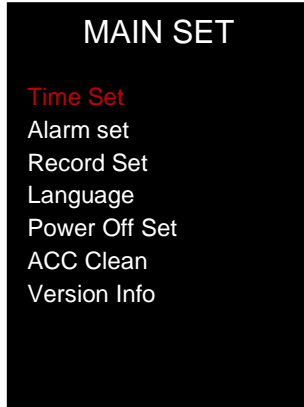 MAIN SET
Time Set
Alarm set
Record Set
Language
Power Off Set
ACC Clean
Version Info